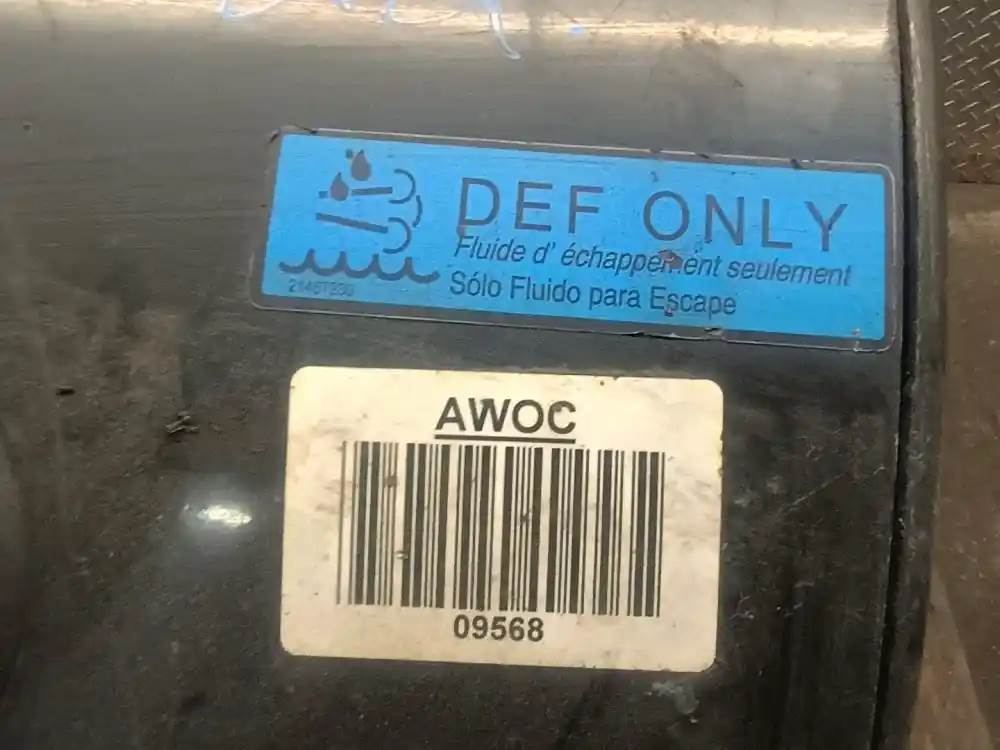 DEF ONLY
Fluide d' échappement seulement
Sólo Fluido para Escape
AWOC
09568